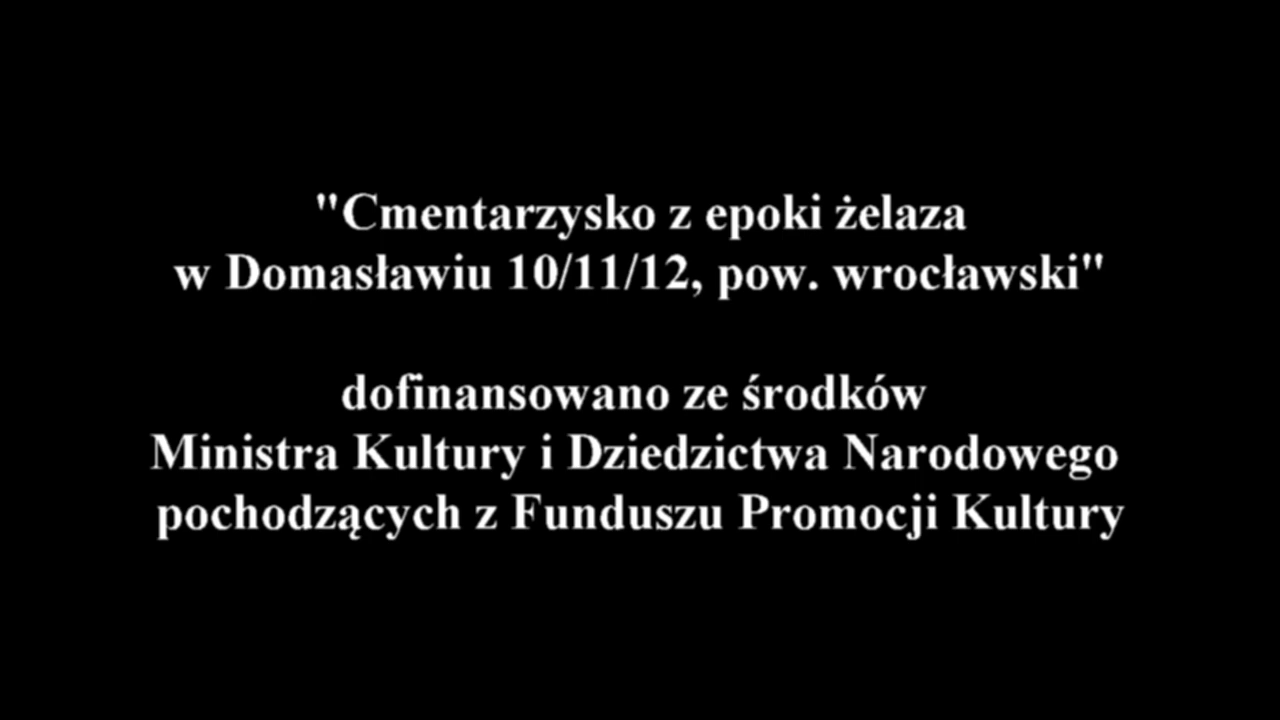 "Cmentarzysko z epoki żelaza
w Domasławiu 10/11/12, pow. wrocławski"
dofinansowano ze środków
Ministra Kultury i Dziedzictwa Narodowego
pochodzących z Funduszu Promocji Kultury